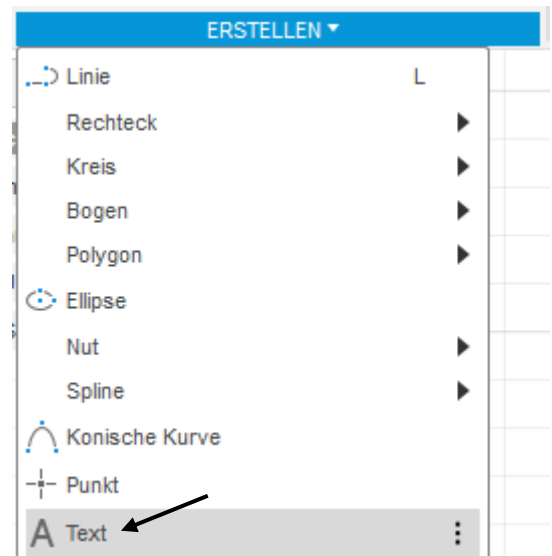 ERSTELLEN
Linie L
Rechteck
Kreis
Bogen
Polygon
Ellipse
Nut
Spline
Konische Kurve
Punkt
A Text